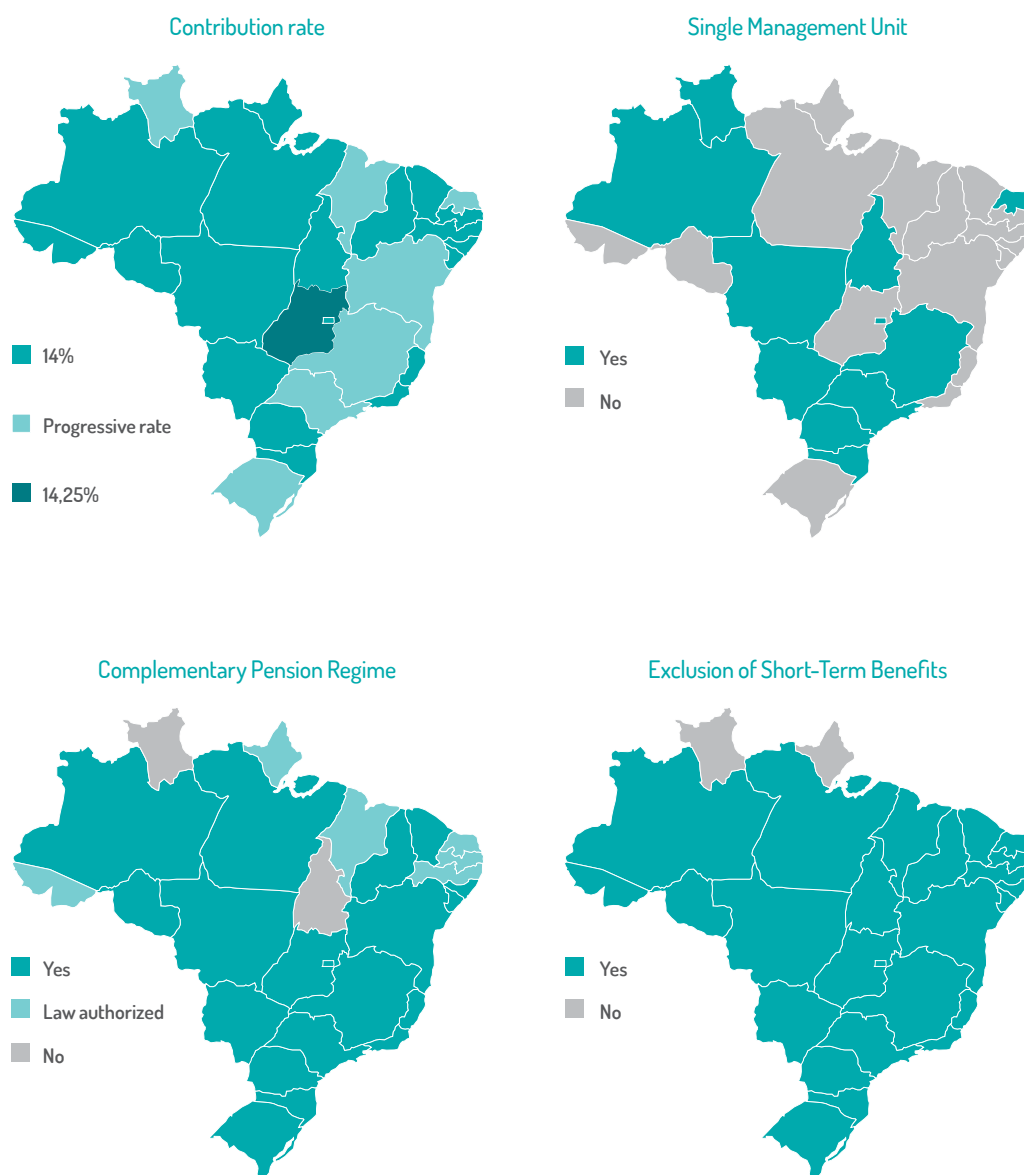 Contribution rate
14%
Progressive rate
14,25%
Single Management Unit
Yes
No
Complementary Pension Regime
Yes
Law authorized
No
Exclusion of Short-Term Benefits
Yes
No